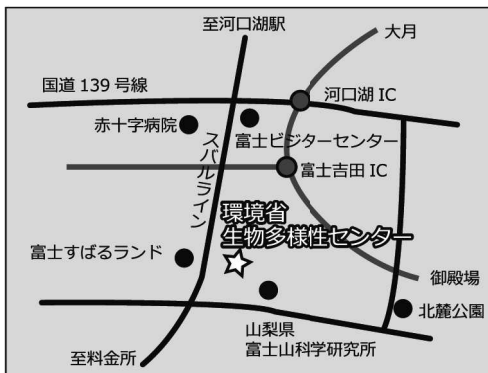 至河口湖駅
大月
国道 139 号線
河口湖 IC
赤十字病院
富士ビジターセンター
スバルライン
富士吉田 IC
環境省
生物多様性センター
富士すばるランド
御殿場
北麓公園
山梨県
富士山科学研究所
至料金所